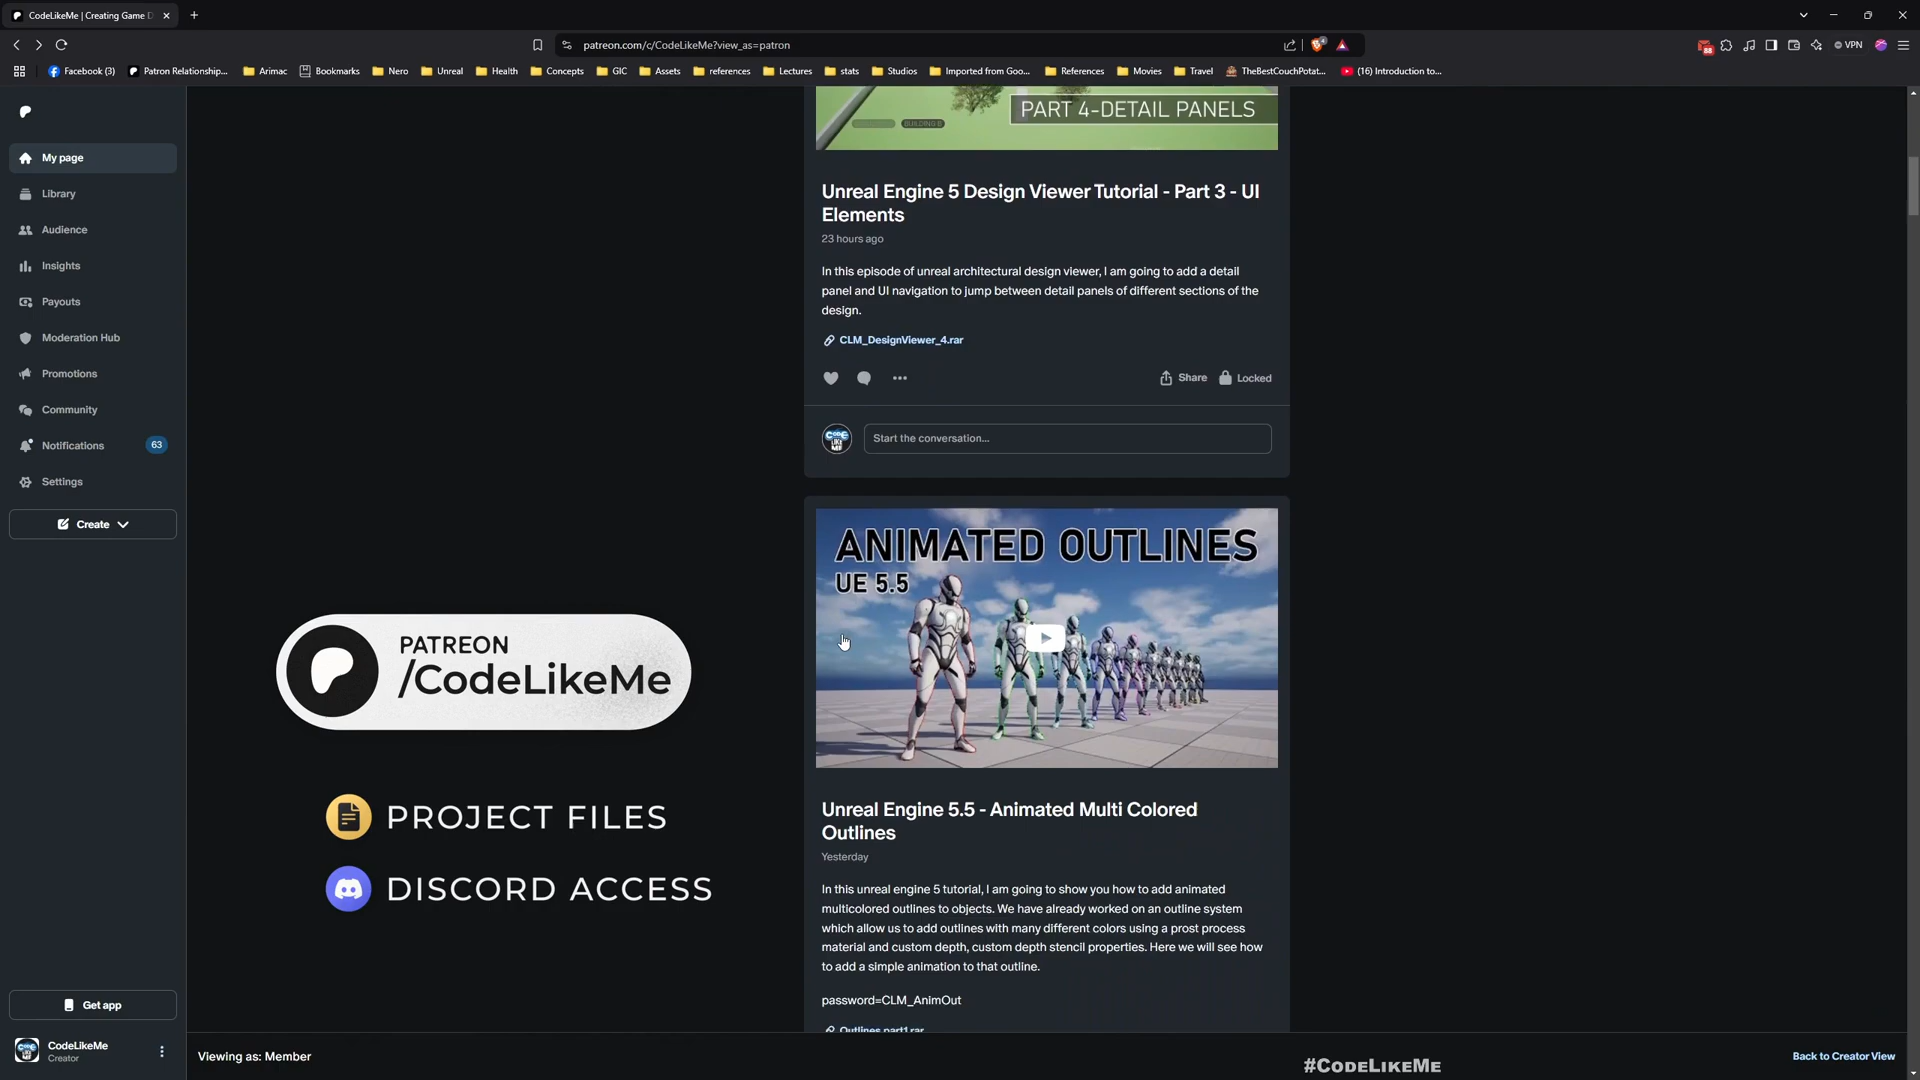 CodeLikeMe | Creating Game D
patreon.com/c/CodeLikeMe?view_as=patron
88
VPN
Facebook (3)
Patron Relationship...
Arimac
Bookmarks
Nero
Unreal
Health
Concepts
GIC
Assets
references
Lectures
stats
Studios
Imported from Goo...
References
Movies
Travel
TheBestCouchPotat...
(16) Introduction to...
My page
Library
Audience
Insights
Payouts
Moderation Hub
Promotions
Community
Notifications
63
Settings
Create
PATREON
/CodeLikeMe
PROJECT FILES
DISCORD ACCESS
PART 4-DETAIL PANELS
Unreal Engine 5 Design Viewer Tutorial - Part 3 - UI
Elements
23 hours ago
In this episode of unreal architectural design viewer, I am going to add a detail
panel and UI navigation to jump between detail panels of different sections of the
design.
CLM_DesignViewer_4.rar
Share
Locked
Start the conversation...
ANIMATED OUTLINES
UE 5.5
Unreal Engine 5.5 - Animated Multi Colored
Outlines
Yesterday
In this unreal engine 5 tutorial, I am going to show you how to add animated
multicolored outlines to objects. We have already worked on an outline system
which allow us to add outlines with many different colors using a prost process
material and custom depth, custom depth stencil properties. Here we will see how
to add a simple animation to that outline.
password=CLM_AnimOut
Outlines.part1.rar
Get app
CodeLikeMe
Creator
Viewing as: Member
#CodeLikeMe
Back to Creator View